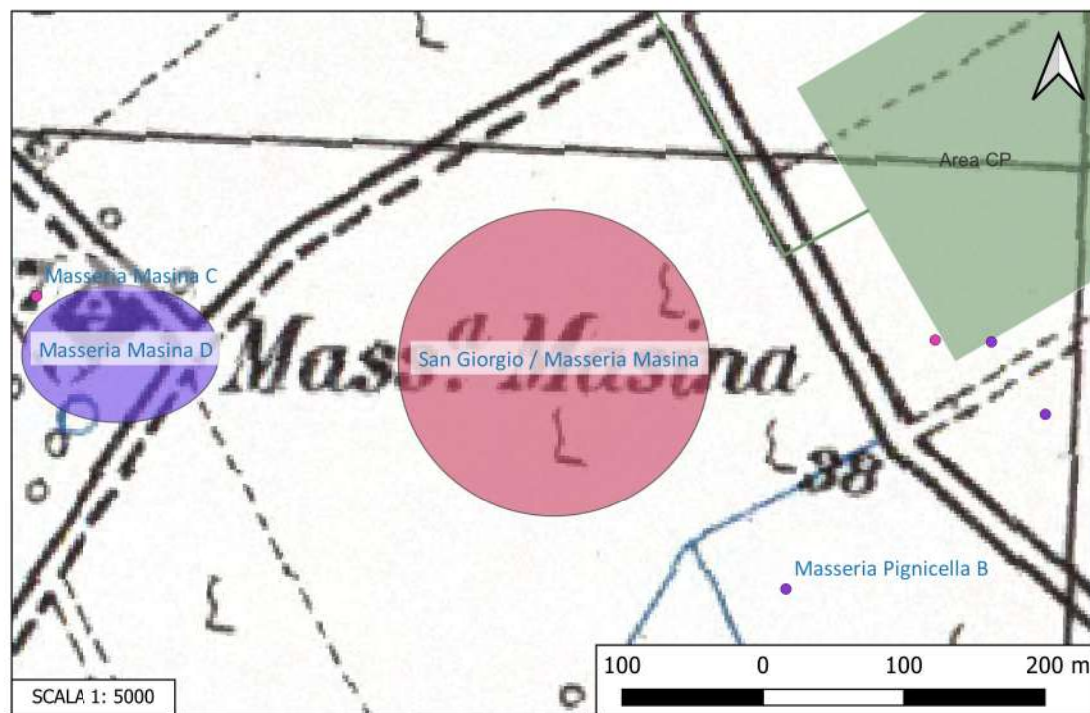 Area CP
Masseria Masina C
Masseria Masina D
Mass.ª Masina
San Giorgio / Masseria Masina
38
Masseria Pignicella B
SCALA 1: 5000
100 0 100 200 m